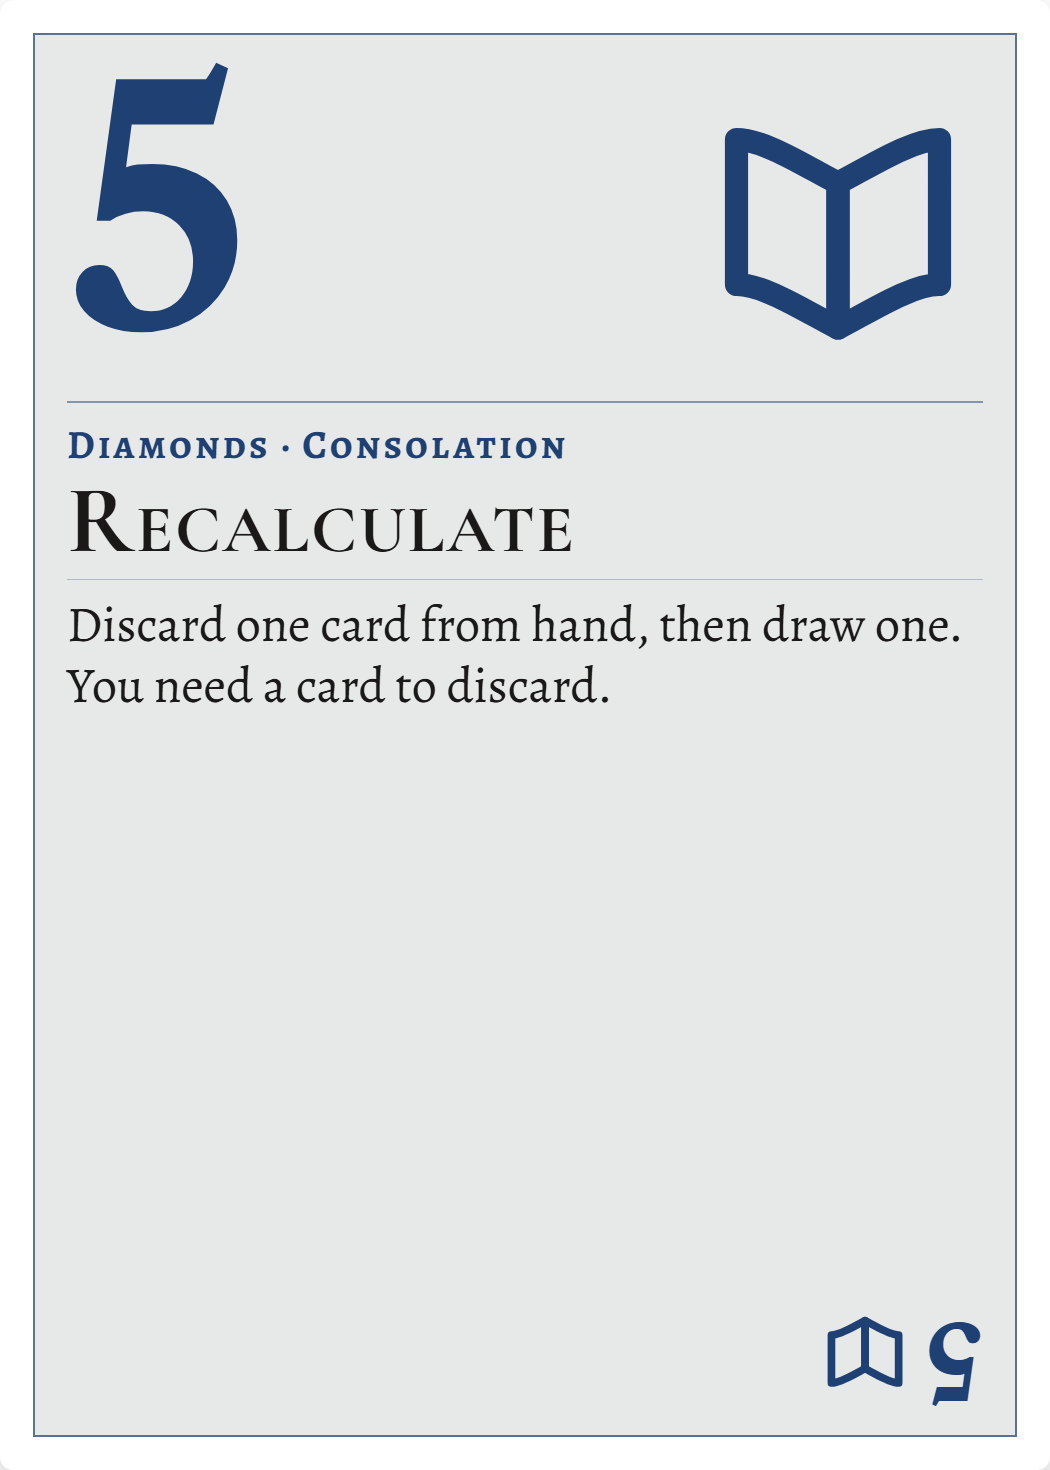 5
Diamonds · Consolation
Recalculate
Discard one card from hand, then draw one.
You need a card to discard.
5